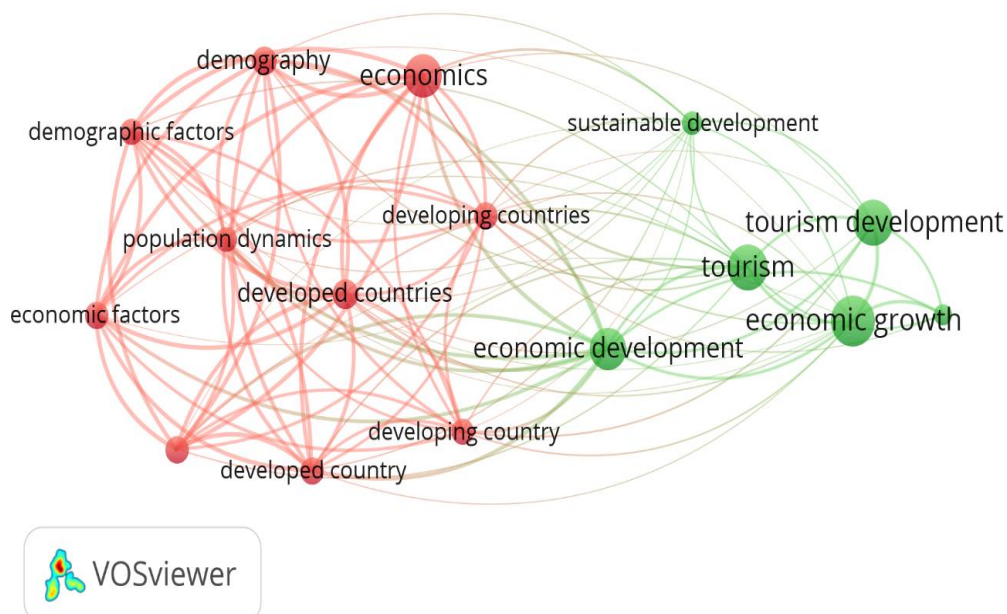 demography
economics
sustainable development
demographic factors
developing countries
tourism development
population dynamics
tourism
developed countries
economic factors
economic growth
economic development
developing country
developed country
VOSviewer